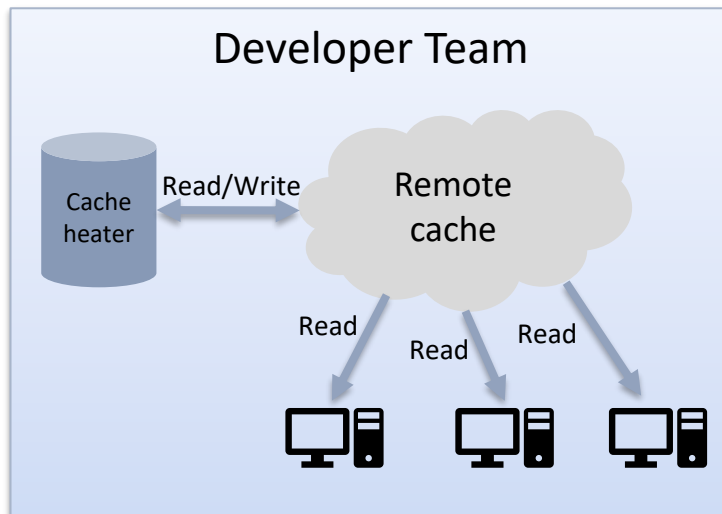 Developer Team
Read/Write
Cache
heater
Remote
cache
Read
Read
Read